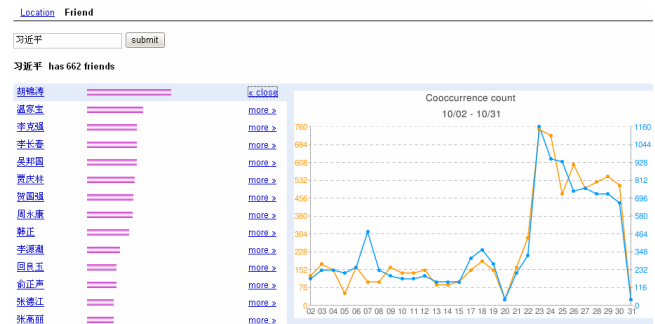 Location Friend
习近平 submit
习近平 has 662 friends
胡锦涛 « close
温家宝 more »
李克强 more »
李长春 more »
吴邦国 more »
贾庆林 more »
贺国强 more »
周永康 more »
韩正 more »
李源潮 more »
回良玉 more »
俞正声 more »
张德江 more »
张高丽 more »
Cooccurrence count
10/02 - 10/31
760 1160
684 1044
608 928
532 812
456 696
380 580
304 464
228 348
152 232
76 116
0 0
02 03 04 05 06 07 08 09 10 11 12 13 14 15 16 17 18 19 20 21 22 23 24 25 26 27 28 29 30 31